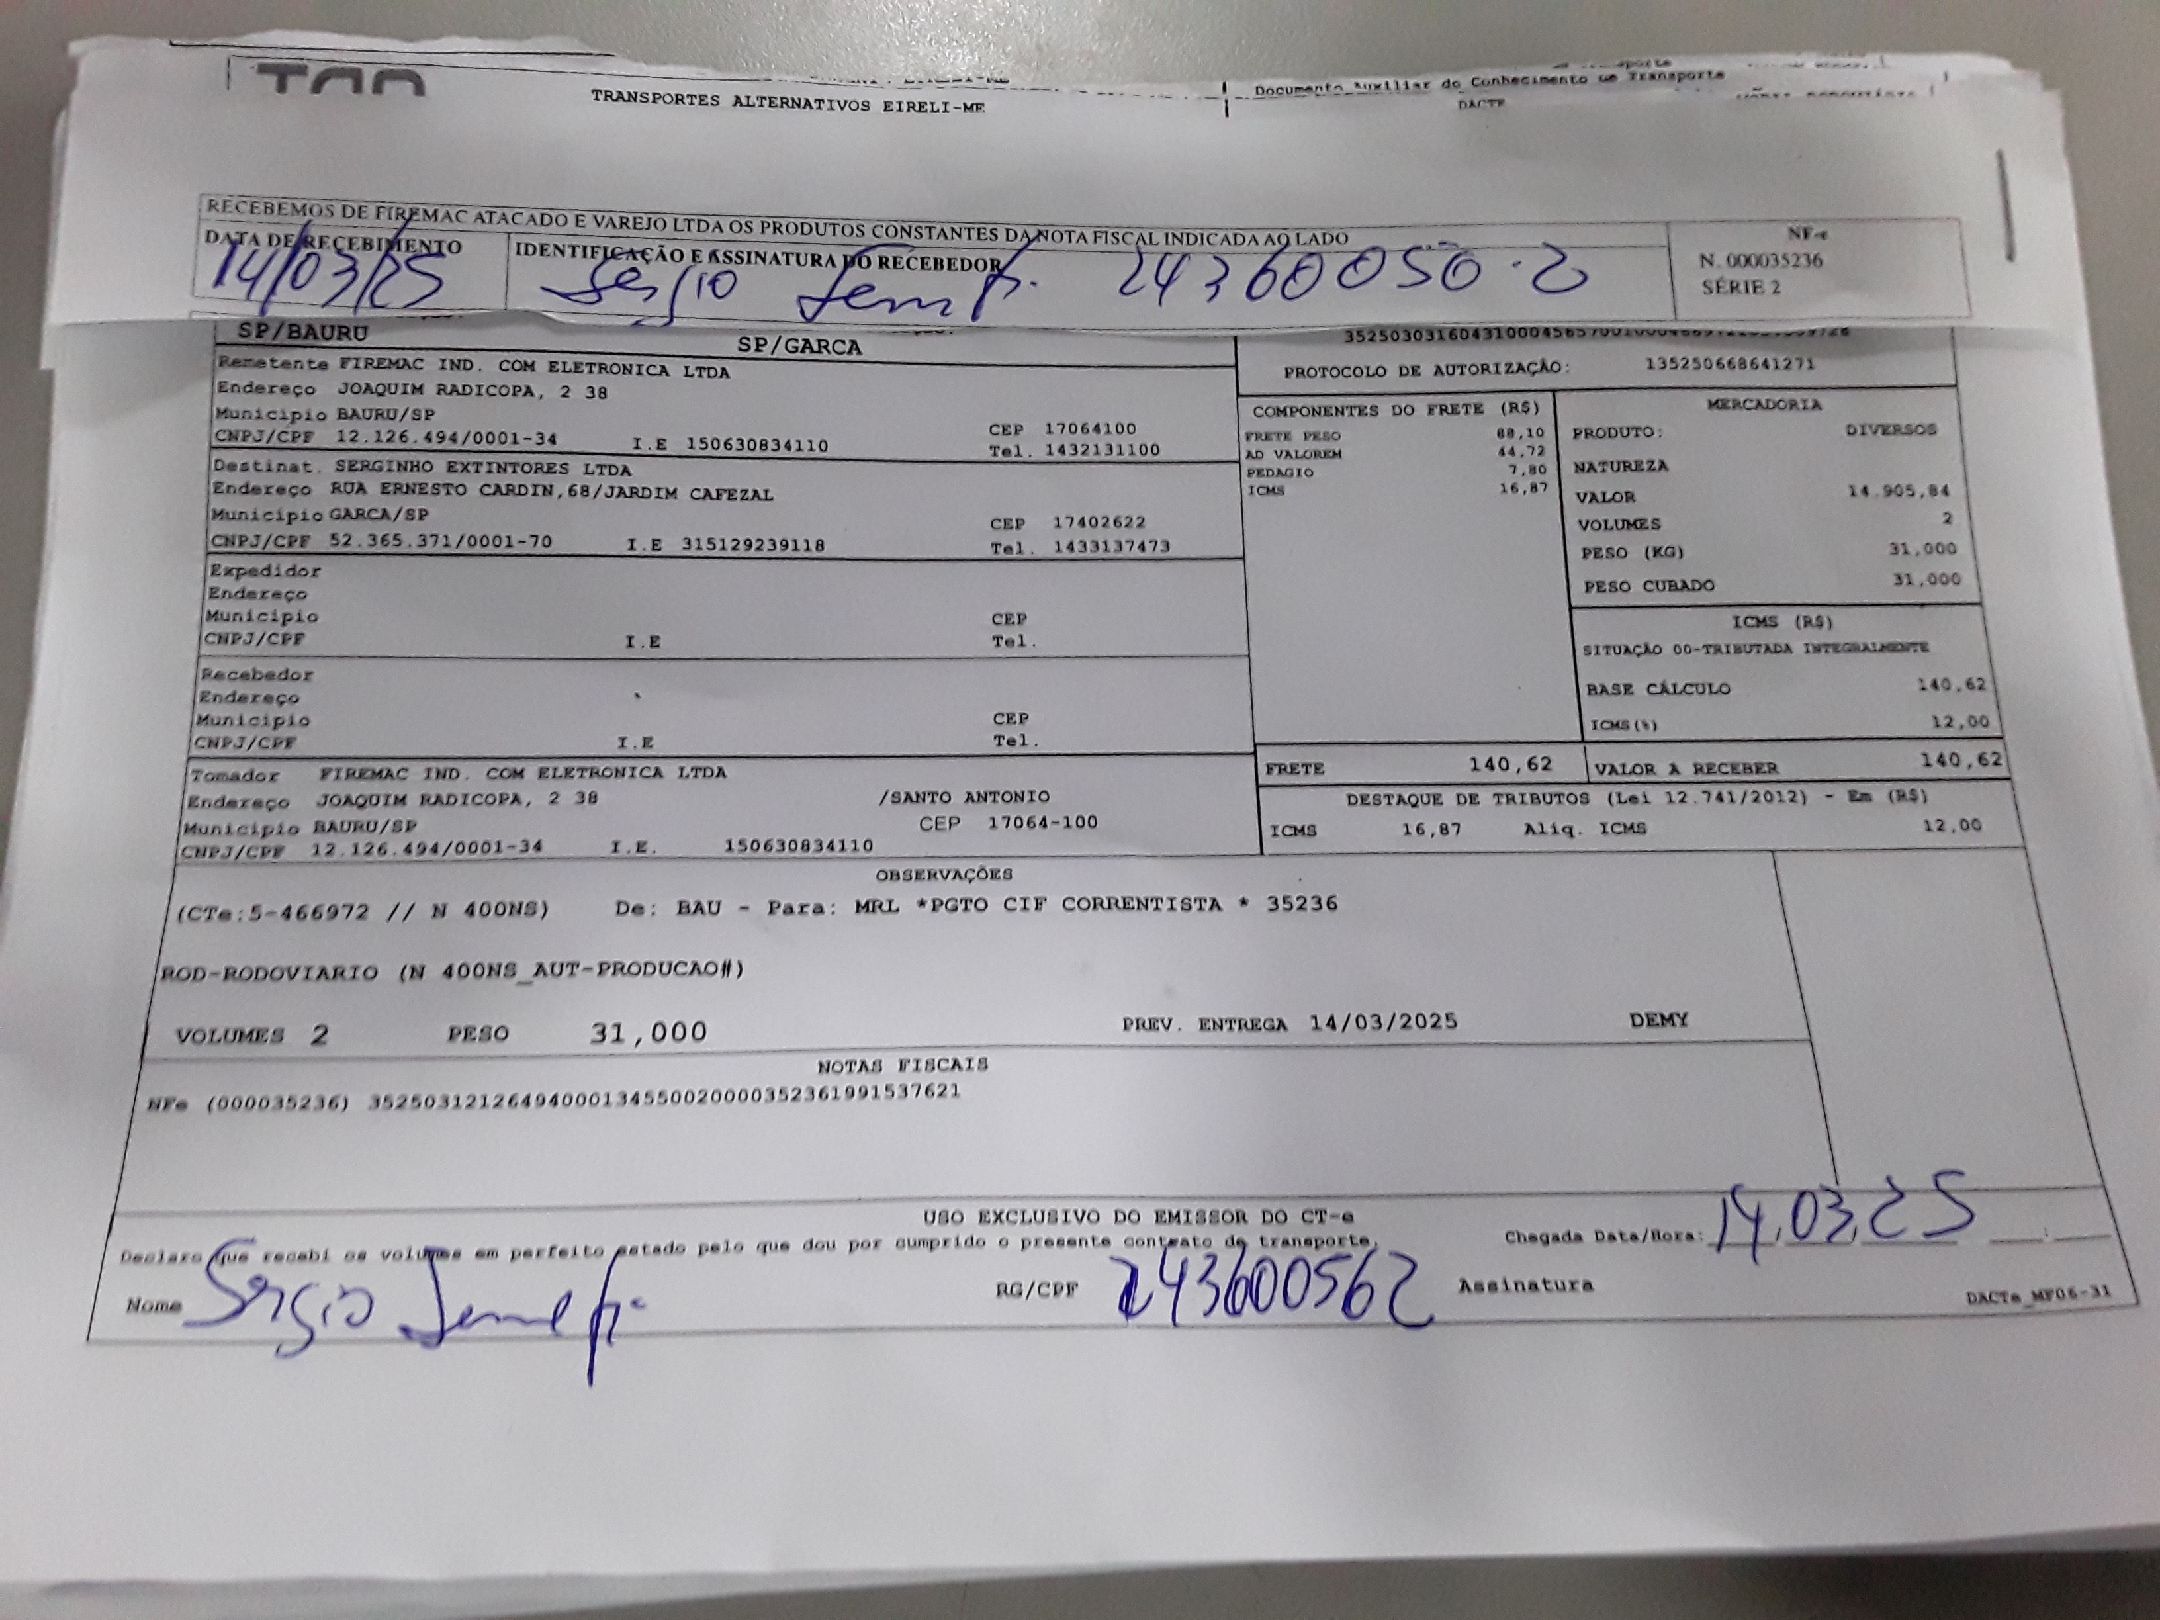 TRANSPORTES ALTERNATIVOS EIRELI-ME
Documento Auxiliar do Conhecimento de Transporte
DACTE
RECEBEMOS DE FIREMAC ATACADO E VAREJO LTDA OS PRODUTOS CONSTANTES DA NOTA FISCAL INDICADA AO LADO
DATA DE RECEBIMENTO
14/03/25
IDENTIFICAÇÃO E ASSINATURA DO RECEBEDOR
Sergio
NF-e
N. 000035236
SÉRIE 2
SP/BAURU SP/GARCA
Remetente FIREMAC IND. COM ELETRONICA LTDA
Endereço JOAQUIM RADICOPA, 2 38
Município BAURU/SP CEP 17064100
CNPJ/CPF 12.126.494/0001-34 I.E 150630834110 Tel. 1432131100
Destinat. SERGINHO EXTINTORES LTDA
Endereço RUA ERNESTO CARDIN,68/JARDIM CAFEZAL
Município GARCA/SP CEP 17402622
CNPJ/CPF 52.365.371/0001-70 I.E 315129239118 Tel. 1433137473
Expedidor
Endereço
Município CEP
CNPJ/CPF I.E Tel.
Recebedor
Endereço
Município CEP
CNPJ/CPF I.E Tel.
Tomador FIREMAC IND. COM ELETRONICA LTDA
Endereço JOAQUIM RADICOPA, 2 38 /SANTO ANTONIO
Município BAURU/SP CEP 17064-100
CNPJ/CPF 12.126.494/0001-34 I.E. 150630834110
PROTOCOLO DE AUTORIZAÇÃO: 135250668641271
COMPONENTES DO FRETE (R$)
FRETE PESO
AD VALOREM 44,72
PEDAGIO 7,80
ICMS 16,87
MERCADORIA
PRODUTO: DIVERSOS
NATUREZA
VALOR 14.905,84
VOLUMES 2
PESO (KG) 31,000
PESO CUBADO 31,000
ICMS (R$)
SITUAÇÃO 00-TRIBUTADA INTEGRALMENTE
BASE CÁLCULO 140,62
ICMS(%) 12,00
FRETE 140,62 VALOR A RECEBER 140,62
DESTAQUE DE TRIBUTOS (Lei 12.741/2012) - Em (R$)
ICMS 16,87 Aliq. ICMS 12,00
OBSERVAÇÕES
(CTe:5-466972 // N 400NS) De: BAU - Para: MRL *PGTO CIF CORRENTISTA * 35236
ROD-RODOVIARIO (N 400NS_AUT-PRODUCAO#)
VOLUMES 2 PESO 31,000 PREV. ENTREGA 14/03/2025 DEMY
NOTAS FISCAIS
NFe (000035236) 35250312126494000134550020000352361991537621
USO EXCLUSIVO DO EMISSOR DO CT-e
Declaro que recebi os volumes em perfeito estado pelo que dou por cumprido o presente contrato de transporte.
Chegada Data/Hora: 14.03.25
Nome Sergio
RG/CPF 243600562
Assinatura
DACTe_MF06-31